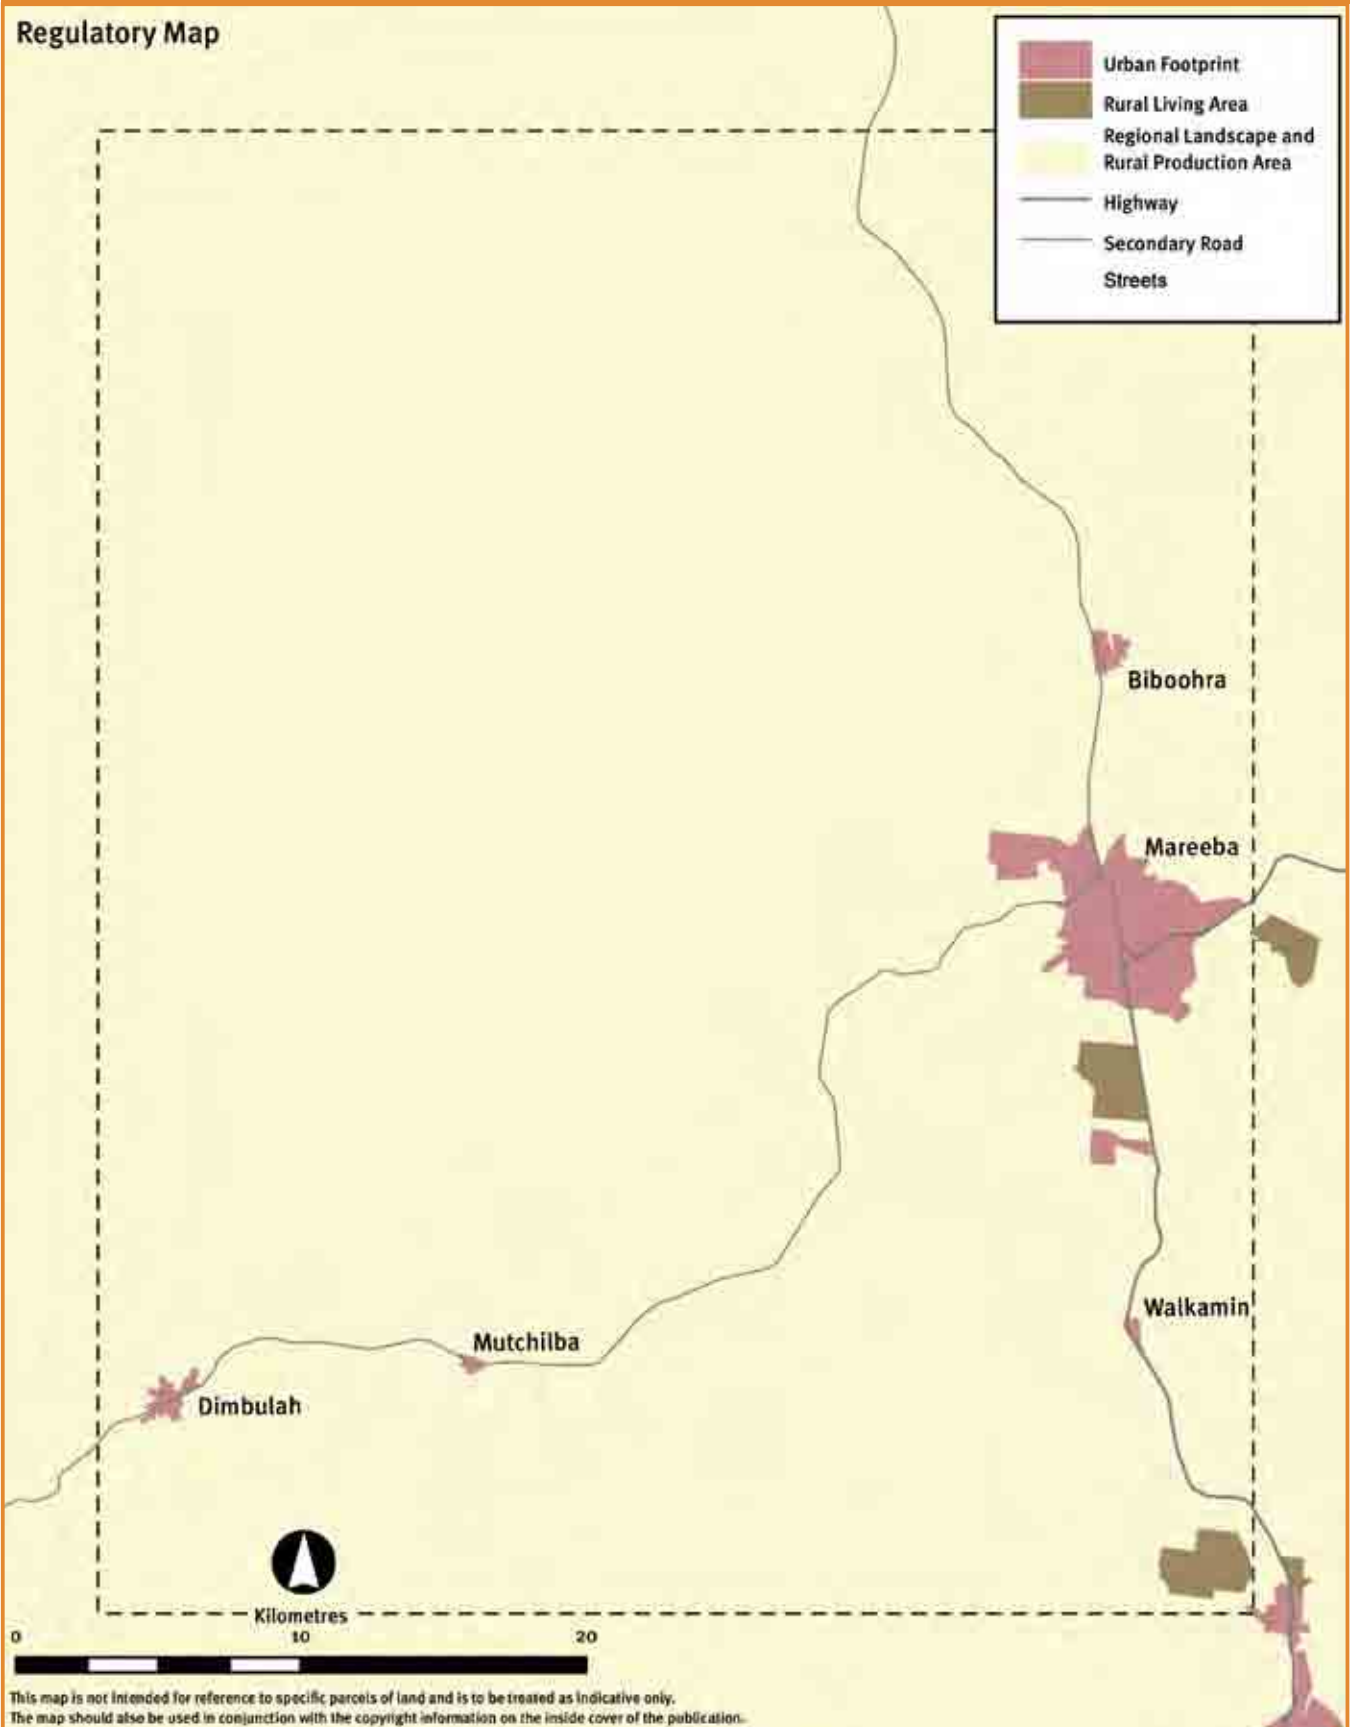 Regulatory Map
Urban Footprint
Rural Living Area
Regional Landscape and
Rural Production Area
Highway
Secondary Road
Streets
Biboohra
Mareeba
Walkamin
Mutchilba
Dimbulah
Kilometres
0 10 20
This map is not intended for reference to specific parcels of land and is to be treated as indicative only.
The map should also be used in conjunction with the copyright information on the inside cover of the publication.